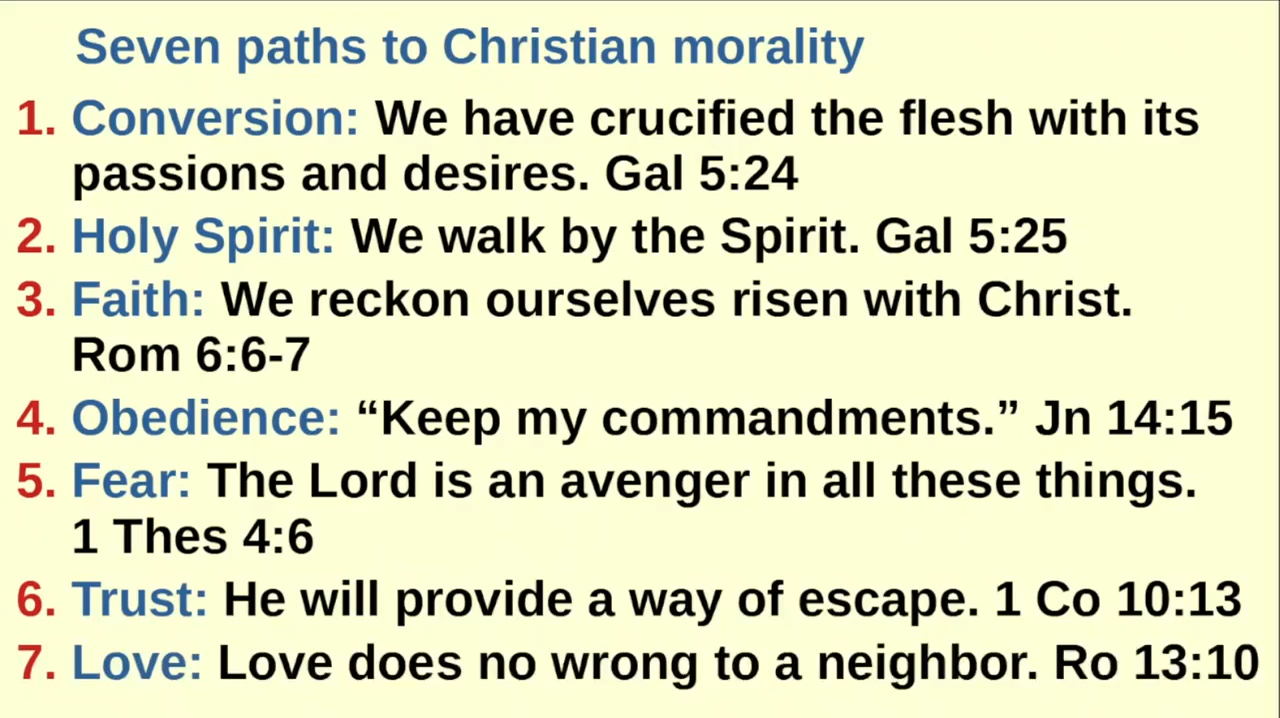 Seven paths to Christian morality
1. Conversion: We have crucified the flesh with its
passions and desires. Gal 5:24
2. Holy Spirit: We walk by the Spirit. Gal 5:25
3. Faith: We reckon ourselves risen with Christ.
Rom 6:6-7
4. Obedience: “Keep my commandments.” Jn 14:15
5. Fear: The Lord is an avenger in all these things.
1 Thes 4:6
6. Trust: He will provide a way of escape. 1 Co 10:13
7. Love: Love does no wrong to a neighbor. Ro 13:10